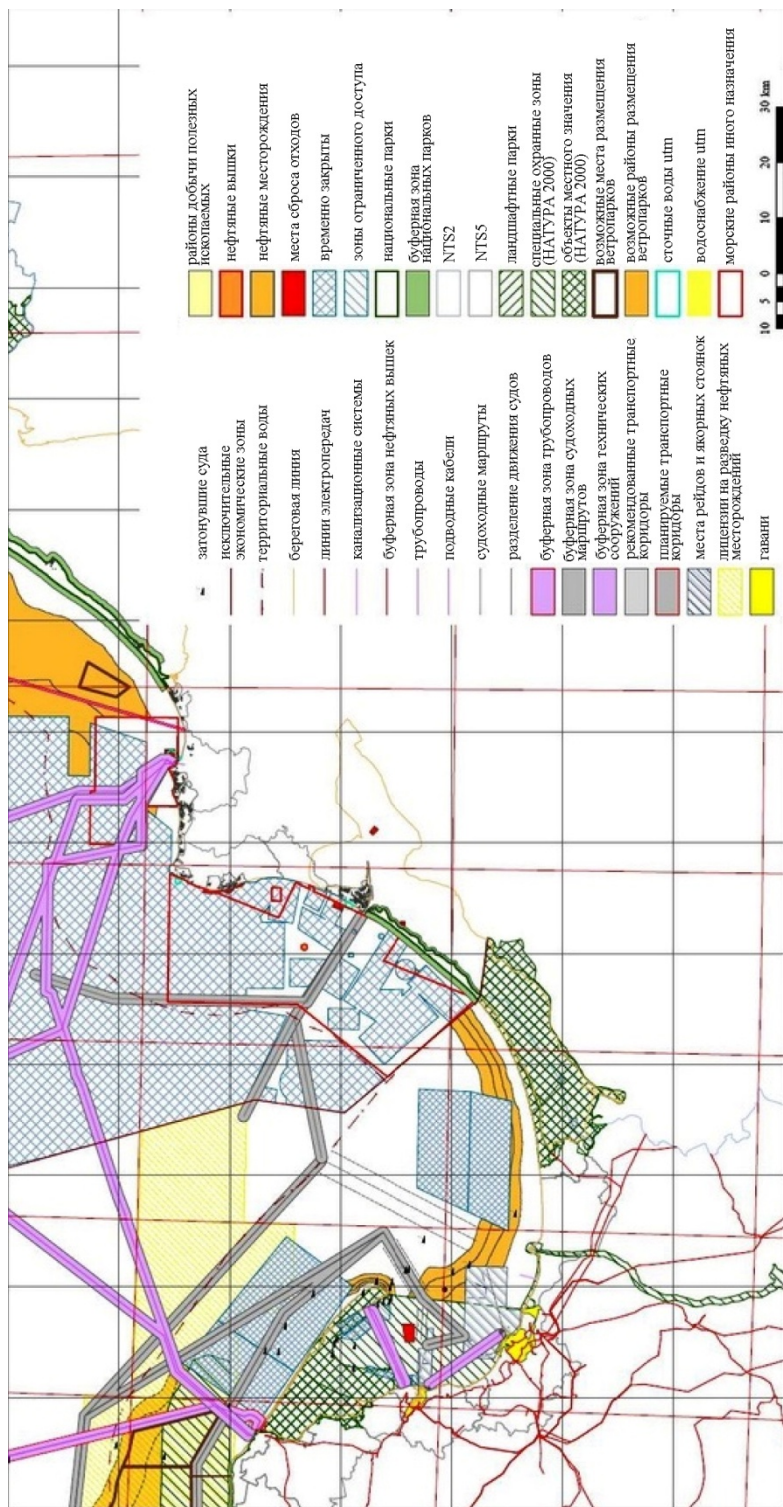 затонувшие суда
исключительные
экономические зоны
территориальные воды
береговая линия
линии электропередач
канализационные системы
буферная зона нефтяных вышек
трубопроводы
подводные кабели
судоходные маршруты
разделение движения судов
буферная зона трубопроводов
буферная зона судоходных
маршрутов
буферная зона технических
сооружений
рекомендованные транспортные
коридоры
планируемые транспортные
коридоры
места рейдов и якорных стоянок
лицензии на разведку нефтяных
месторождений
гавани
районы добычи полезных
ископаемых
нефтяные вышки
нефтяные месторождения
места сброса отходов
временно закрыты
зоны ограниченного доступа
национальные парки
буферная зона
национальных парков
NTS2
NTS5
ландшафтные парки
специальные охранные зоны
(НАТУРА 2000)
объекты местного значения
(НАТУРА 2000)
возможные места размещения
ветропарков
возможные районы размещения
ветропарков
сточные воды utm
водоснабжение utm
морские районы иного назначения
10 5 0 10 20 30 km